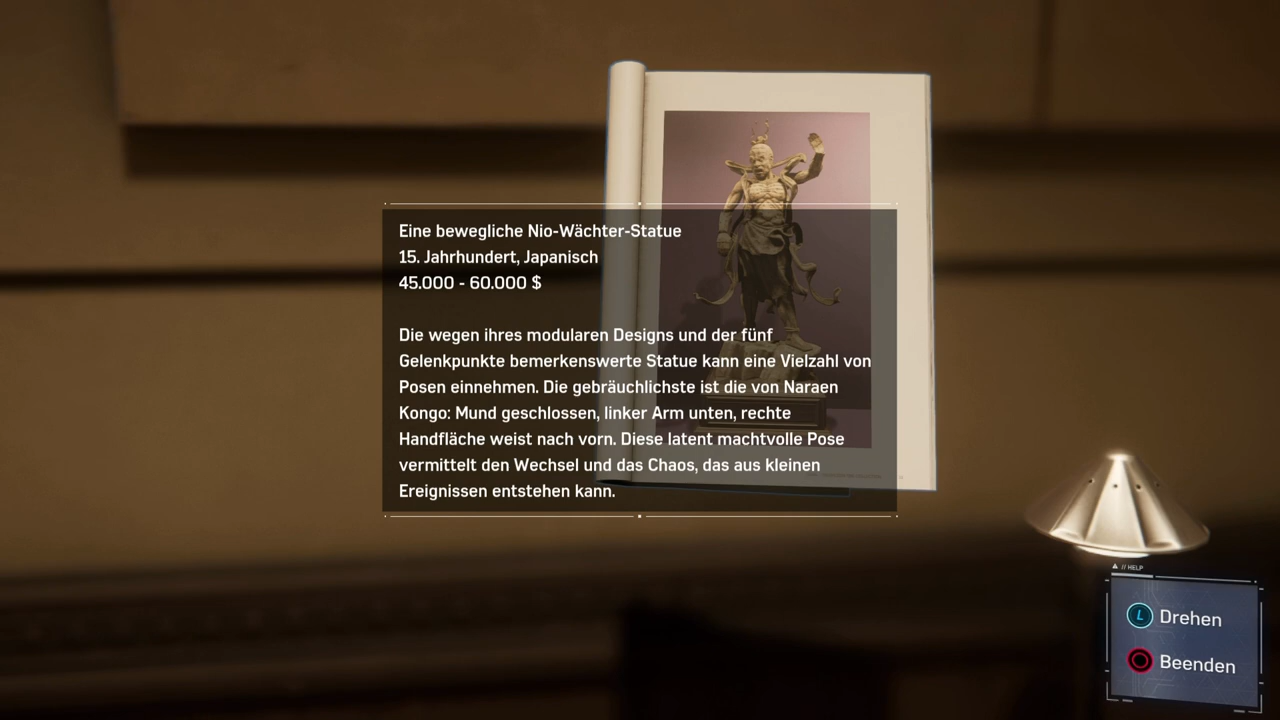 Eine bewegliche Nio-Wächter-Statue
15. Jahrhundert, Japanisch
45.000 - 60.000 $
Die wegen ihres modularen Designs und der fünf
Gelenkpunkte bemerkenswerte Statue kann eine Vielzahl von
Posen einnehmen. Die gebräuchlichste ist die von Naraen
Kongo: Mund geschlossen, linker Arm unten, rechte
Handfläche weist nach vorn. Diese latent machtvolle Pose
vermittelt den Wechsel und das Chaos, das aus kleinen
Ereignissen entstehen kann.
// HELP
L Drehen
Beenden